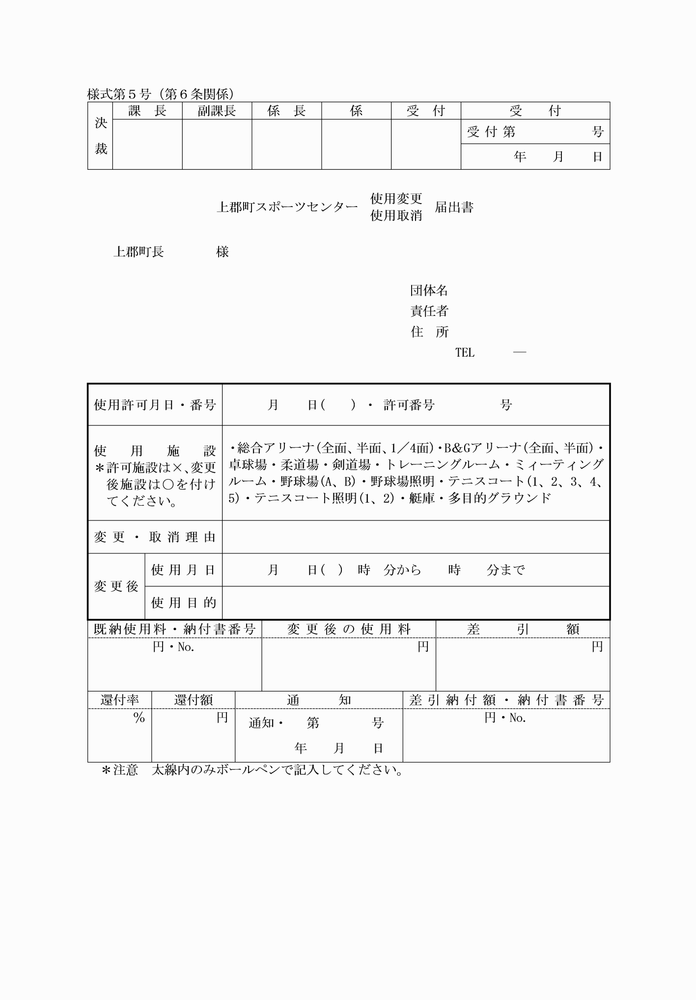 様式第５号（第６条関係）
決裁
課　長　副課長　係　長　係　受　付　受　　付
受 付 第　　　　　　号
年　　月　　日
上郡町スポーツセンター　使用変更　届出書
使用取消
上郡町長　　　　様
団体名
責任者
住　所
TEL　　　―
使用許可月日・番号　　月　　日(　　) ・ 許可番号　　　　　号
使　用　施　設
＊許可施設は×、変更
後施設は○を付け
てください。
・総合アリーナ(全面、半面、1／4面)・B&Gアリーナ(全面、半面)・
卓球場・柔道場・剣道場・トレーニングルーム・ミィーティング
ルーム・野球場(A、B)・野球場照明・テニスコート(1、2、3、4、
5)・テニスコート照明(1、2)・艇庫・多目的グラウンド
変 更 ・ 取 消 理 由
変 更 後
使 用 月 日　　月　　日(　)　時　分から　　時　　分まで
使 用 目 的
既納使用料・納付書番号　変 更 後 の 使 用 料　差　　引　　額
円・No.　　円　　円
還付率　還付額　通　　知　差 引 納 付 額 ・ 納 付 書 番 号
％　　円　　通知・　第　　　　号　　円・No.
年　　月　　日
＊注意　太線内のみボールペンで記入してください。